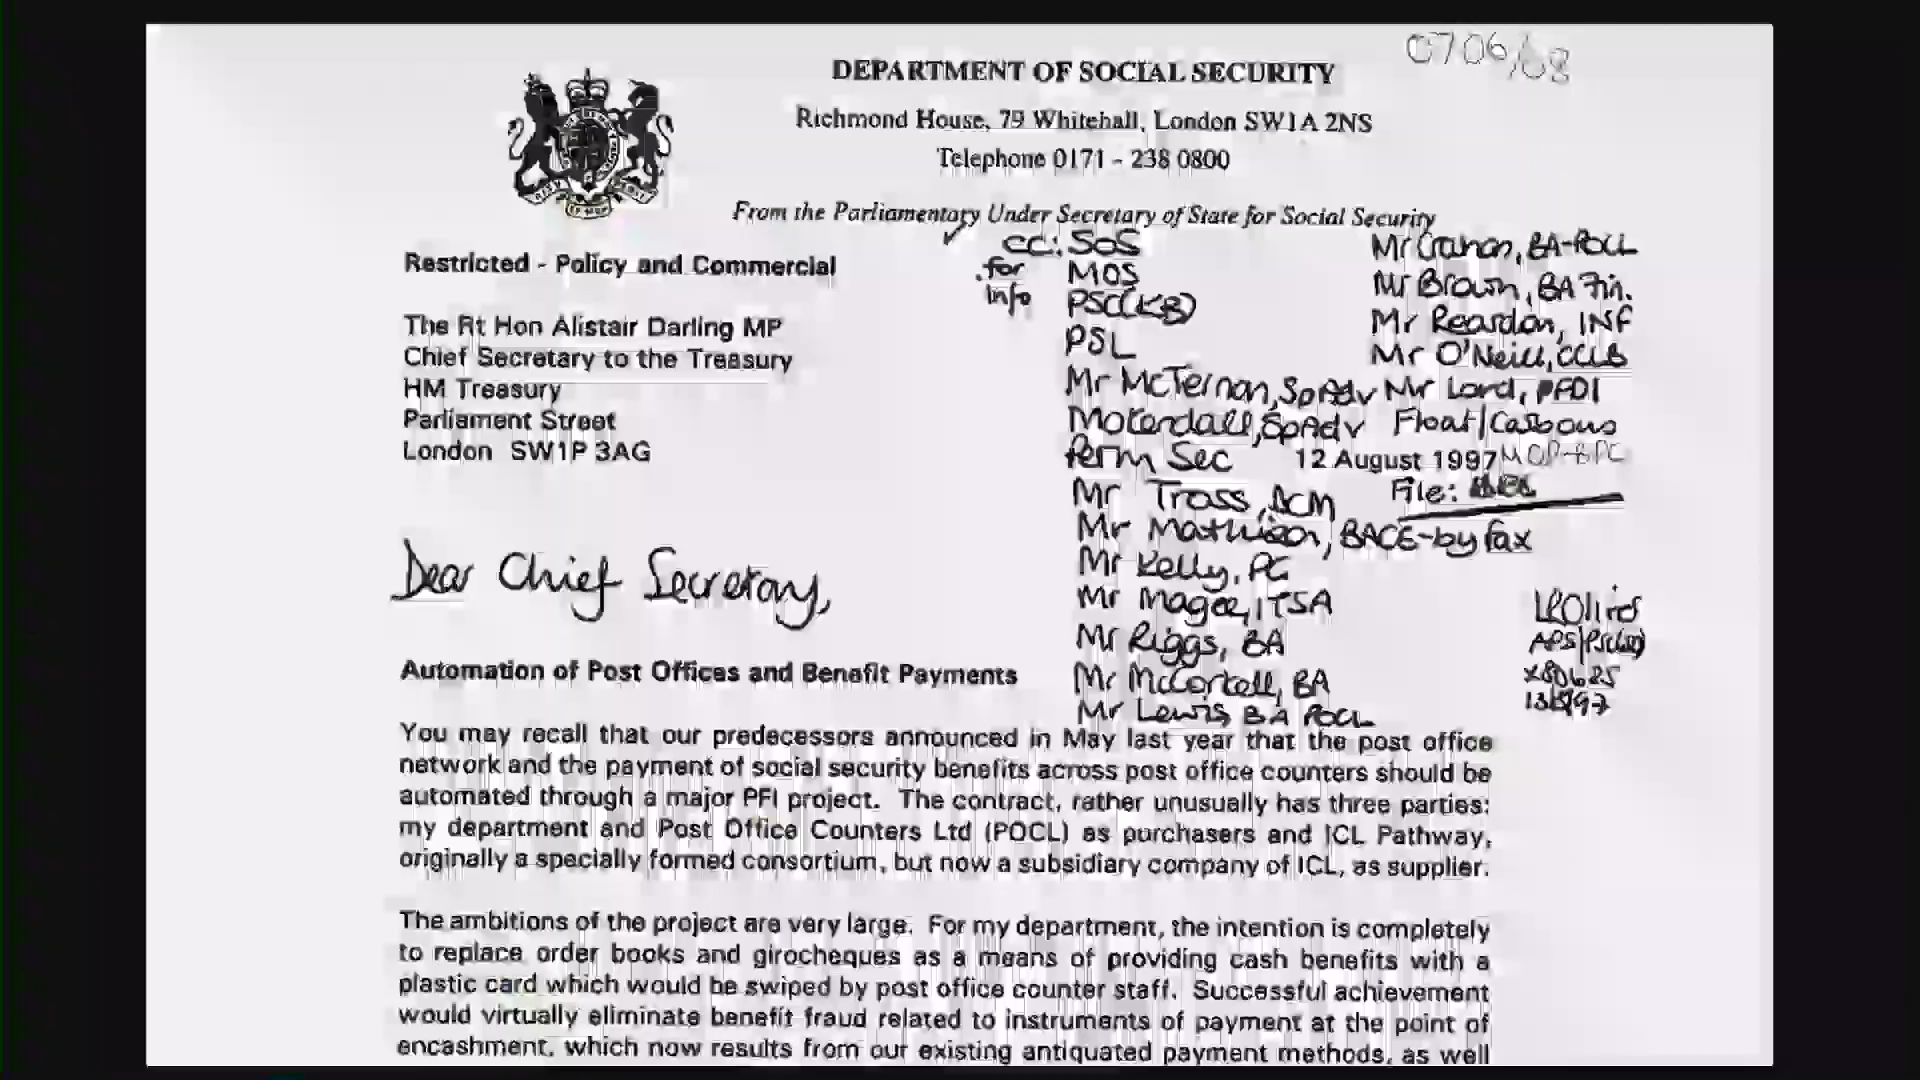 0706/08
DEPARTMENT OF SOCIAL SECURITY
Richmond House, 79 Whitehall, London SW1A 2NS
Telephone 0171 - 238 0800
From the Parliamentary Under Secretary of State for Social Security
Restricted - Policy and Commercial
The Rt Hon Alistair Darling MP
Chief Secretary to the Treasury
HM Treasury
Parliament Street
London SW1P 3AG
cc: SoS
for info
MOS
PSC(KB)
PSL
Mr McTernan, SpAdv
SpAdv
Perm Sec
Mr Tross, ACM
Mr Mathison, BACE-by fax
Mr Kelly, PC
Mr Magee, ITSA
Mr Riggs, BA
Mr McCorkell, BA
Mr Lewis BA POCL
Mr Crahan, BA-POCL
Mr Brown, BA Fin.
Mr Reardon, INF
Mr O'Neill,
Mr Lord, PFDI
Float/
12 August 1997
File:
Dear Chief Secretary,
Automation of Post Offices and Benefit Payments
You may recall that our predecessors announced in May last year that the post office
network and the payment of social security benefits across post office counters should be
automated through a major PFI project. The contract, rather unusually has three parties:
my department and Post Office Counters Ltd (POCL) as purchasers and ICL Pathway,
originally a specially formed consortium, but now a subsidiary company of ICL, as supplier.
The ambitions of the project are very large. For my department, the intention is completely
to replace order books and girocheques as a means of providing cash benefits with a
plastic card which would be swiped by post office counter staff. Successful achievement
would virtually eliminate benefit fraud related to instruments of payment at the point of
encashment, which now results from our existing antiquated payment methods, as well